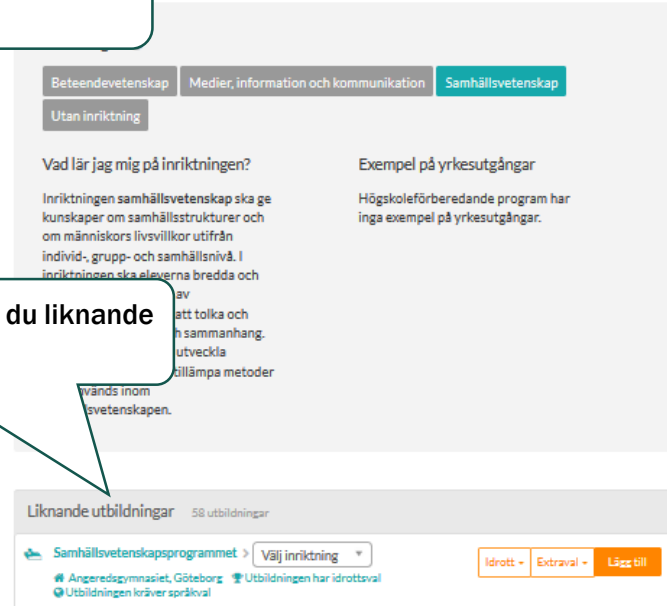 Beteendevetenskap
Medier, information och kommunikation
Samhällsvetenskap
Utan inriktning
Vad lär jag mig på inriktningen?
Inriktningen samhällsvetenskap ska ge
kunskaper om samhällsstrukturer och
om människors livsvillkor utifrån
individ-, grupp- och samhällsnivå. I
inriktningen ska eleverna bredda och
av
att tolka och
sammanhang.
utveckla
tillämpa metoder
inom
svetenskapen.
Exempel på yrkesutgångar
Högskoleförberedande program har
inga exempel på yrkesutgångar.
du liknande
Liknande utbildningar 58 utbildningar
Samhällsvetenskapsprogrammet > Välj inriktning
Angeredsgymnasiet, Göteborg Utbildningen har idrottsval
Utbildningen kräver språkval
Idrott Extraval Lägg till